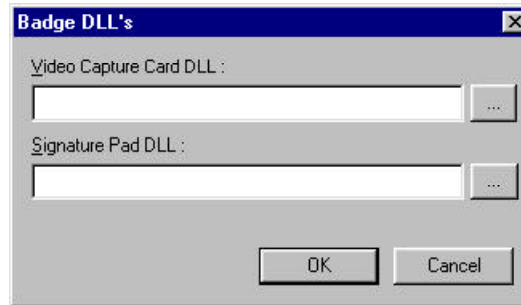 Badge DLL's
Video Capture Card DLL :
...
Signature Pad DLL :
...
OK Cancel